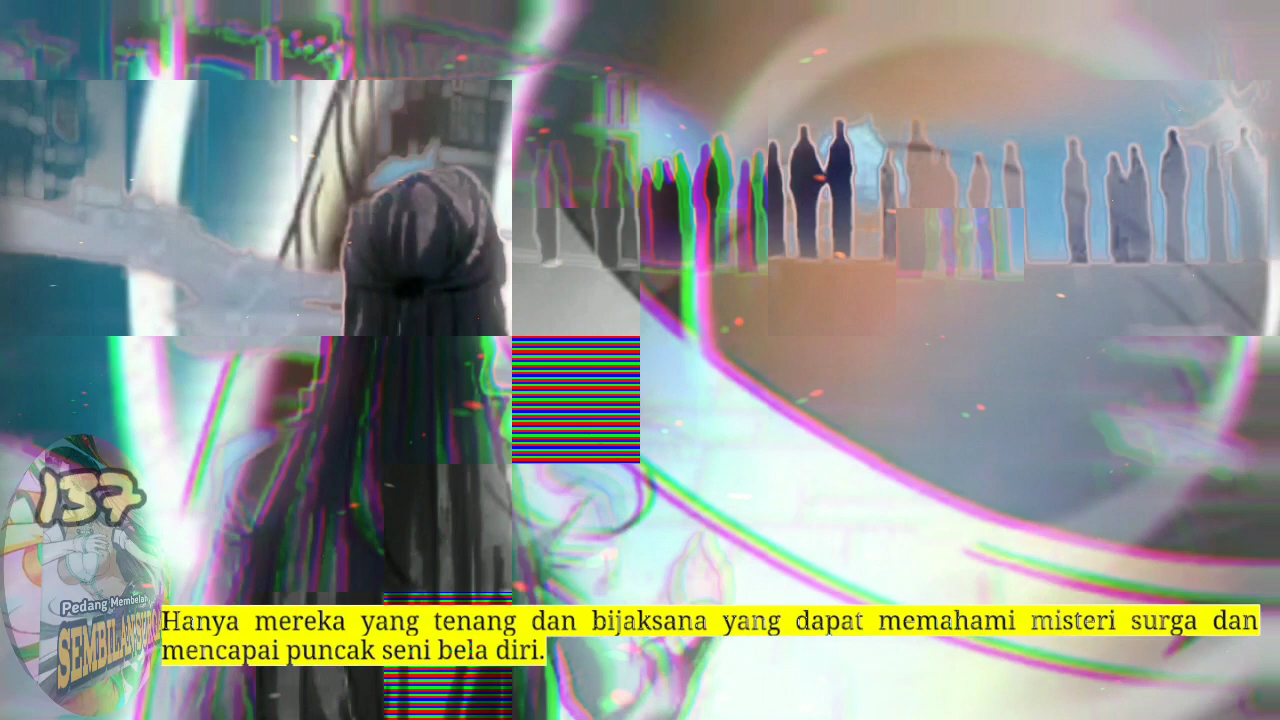 137
Pedang Membelah
SEMBILAN
Hanya mereka yang tenang dan bijaksana yang dapat memahami misteri surga dan
mencapai puncak seni bela diri.